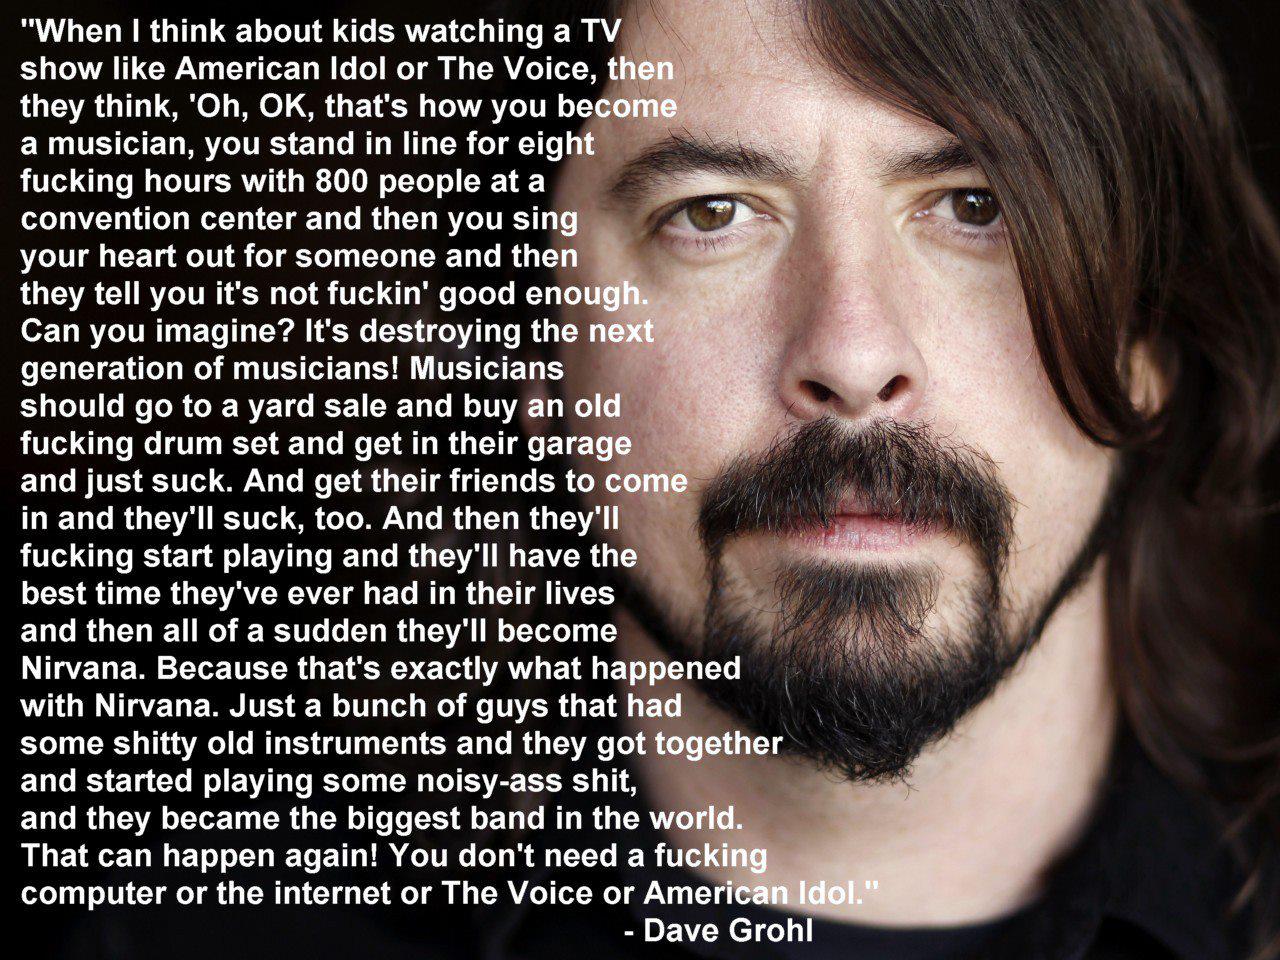 "When I think about kids watching a TV
show like American Idol or The Voice, then
they think, 'Oh, OK, that's how you become
a musician, you stand in line for eight
fucking hours with 800 people at a
convention center and then you sing
your heart out for someone and then
they tell you it's not fuckin' good enough.
Can you imagine? It's destroying the next
generation of musicians! Musicians
should go to a yard sale and buy an old
fucking drum set and get in their garage
and just suck. And get their friends to come
in and they'll suck, too. And then they'll
fucking start playing and they'll have the
best time they've ever had in their lives
and then all of a sudden they'll become
Nirvana. Because that's exactly what happened
with Nirvana. Just a bunch of guys that had
some shitty old instruments and they got together
and started playing some noisy-ass shit,
and they became the biggest band in the world.
That can happen again! You don't need a fucking
computer or the internet or The Voice or American Idol."
- Dave Grohl